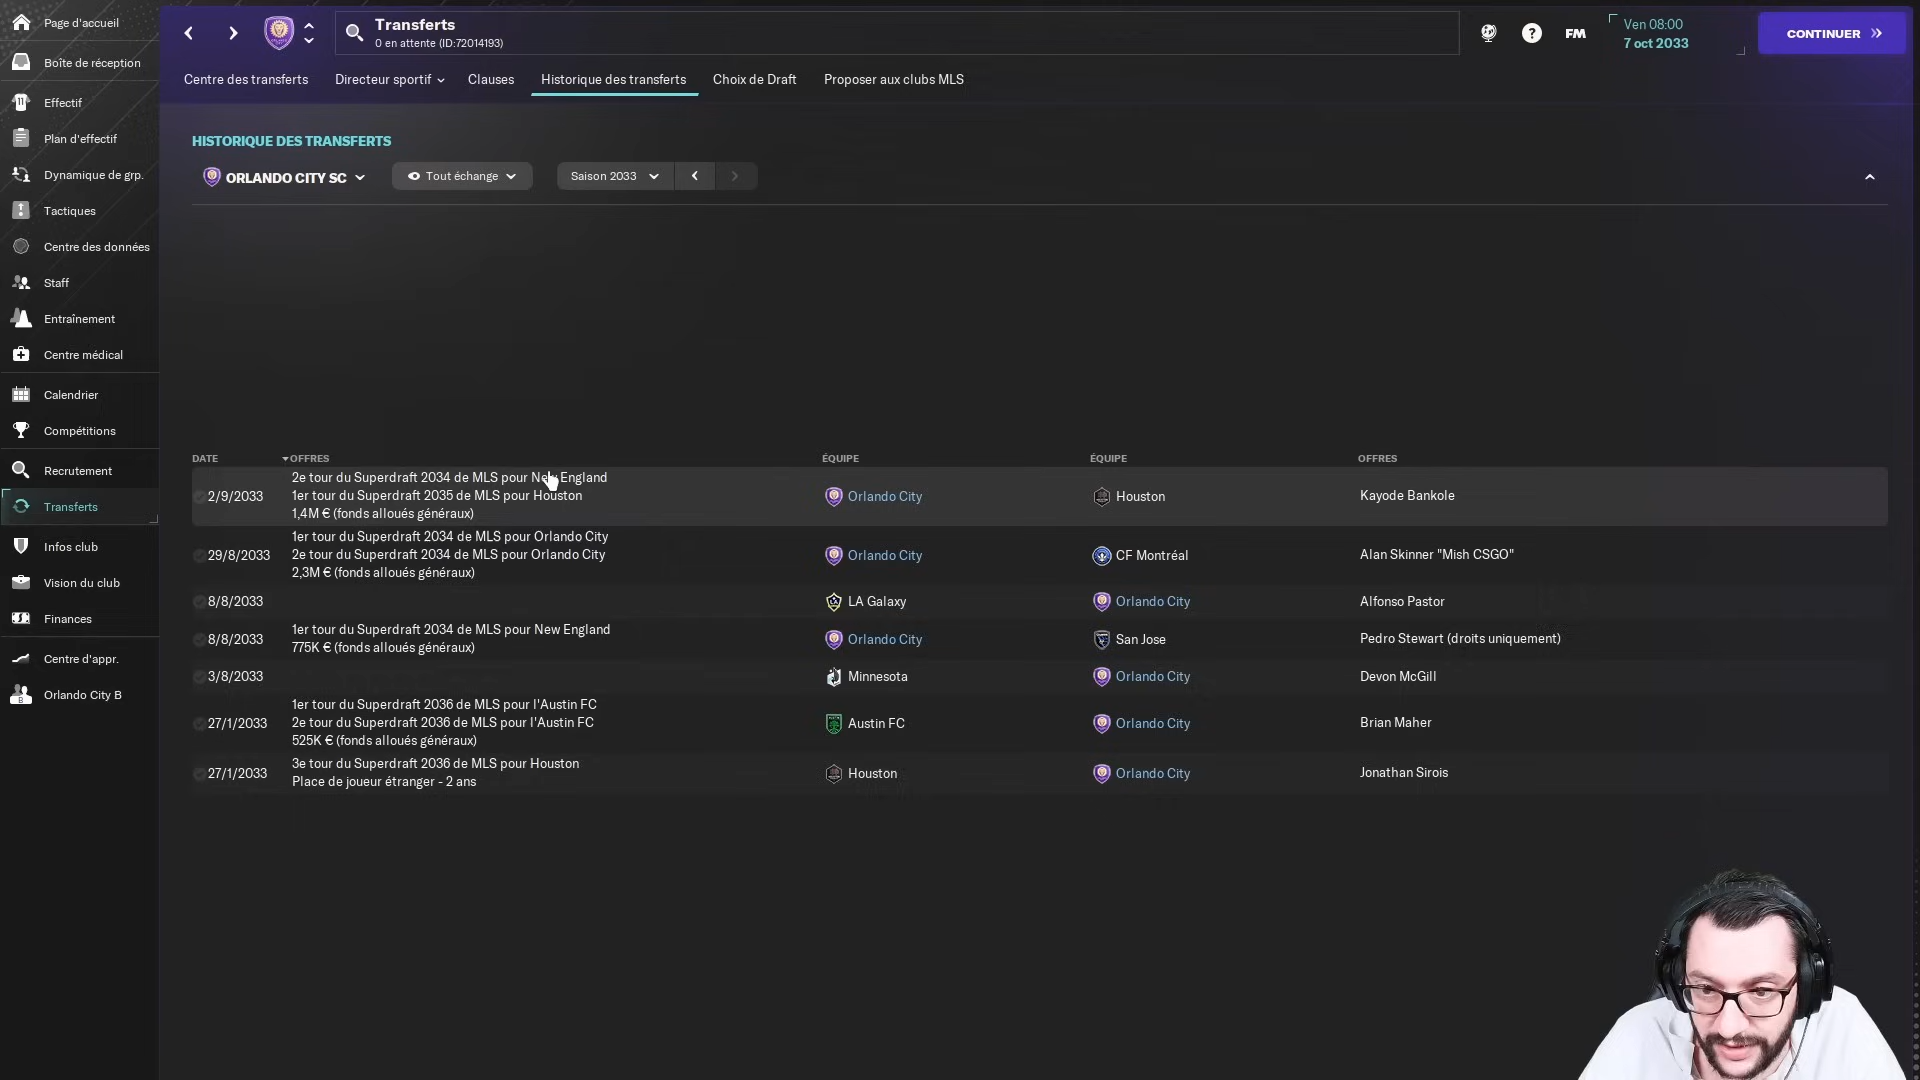 Page d'accueil
Boîte de réception
Effectif
Plan d'effectif
Dynamique de grp.
Tactiques
Centre des données
Staff
Entraînement
Centre médical
Calendrier
Compétitions
Recrutement
Transferts
Infos club
Vision du club
Finances
Centre d'appr.
Orlando City B
Transferts
0 en attente (ID:72014193)
FM
Ven 08:00
7 oct 2033
CONTINUER
Centre des transferts Directeur sportif Clauses Historique des transferts Choix de Draft Proposer aux clubs MLS
HISTORIQUE DES TRANSFERTS
ORLANDO CITY SC Tout échange Saison 2033
DATE OFFRES ÉQUIPE ÉQUIPE OFFRES
2e tour du Superdraft 2034 de MLS pour New England
2/9/2033 1er tour du Superdraft 2035 de MLS pour Houston Orlando City Houston Kayode Bankole
1,4M € (fonds alloués généraux)
1er tour du Superdraft 2034 de MLS pour Orlando City
29/8/2033 2e tour du Superdraft 2034 de MLS pour Orlando City Orlando City CF Montréal Alan Skinner "Mish CSGO"
2,3M € (fonds alloués généraux)
8/8/2033 LA Galaxy Orlando City Alfonso Pastor
1er tour du Superdraft 2034 de MLS pour New England
8/8/2033 Orlando City San Jose Pedro Stewart (droits uniquement)
775K € (fonds alloués généraux)
3/8/2033 Minnesota Orlando City Devon McGill
1er tour du Superdraft 2036 de MLS pour l'Austin FC
27/1/2033 2e tour du Superdraft 2036 de MLS pour l'Austin FC Austin FC Orlando City Brian Maher
525K € (fonds alloués généraux)
3e tour du Superdraft 2036 de MLS pour Houston
27/1/2033 Houston Orlando City Jonathan Sirois
Place de joueur étranger - 2 ans